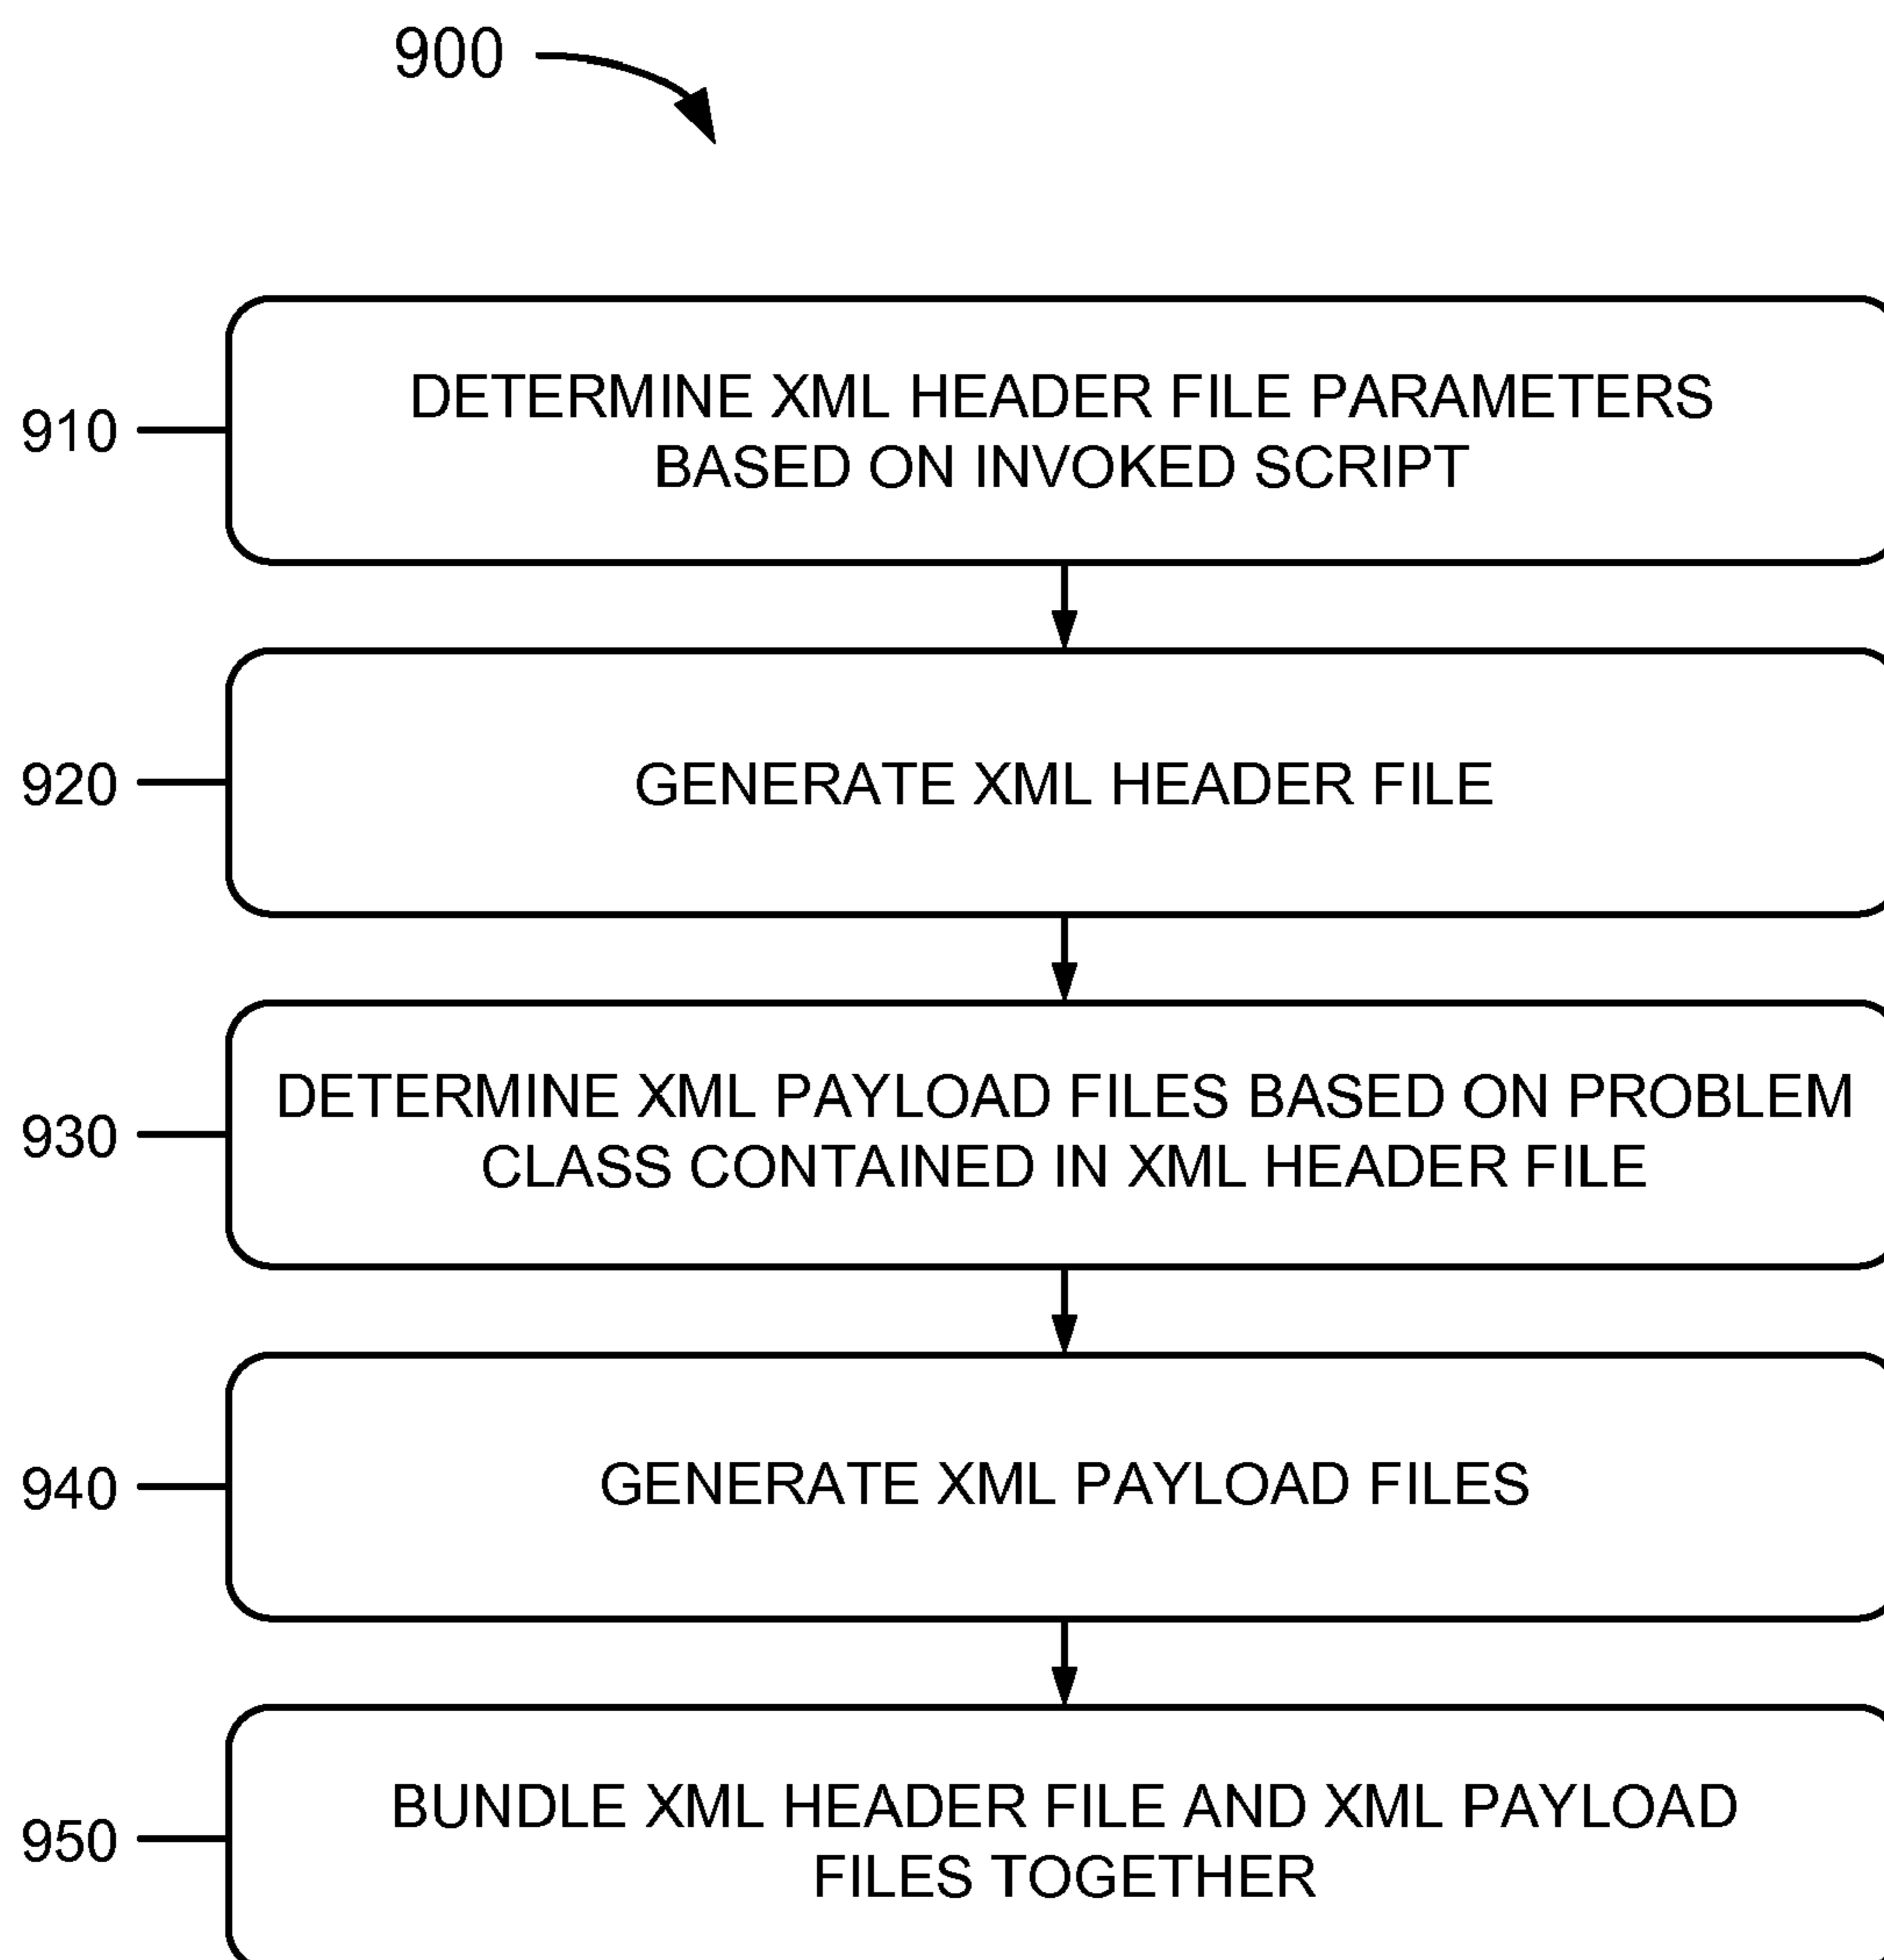 900
910
DETERMINE XML HEADER FILE PARAMETERS
BASED ON INVOKED SCRIPT
920
GENERATE XML HEADER FILE
930
DETERMINE XML PAYLOAD FILES BASED ON PROBLEM
CLASS CONTAINED IN XML HEADER FILE
940
GENERATE XML PAYLOAD FILES
950
BUNDLE XML HEADER FILE AND XML PAYLOAD
FILES TOGETHER